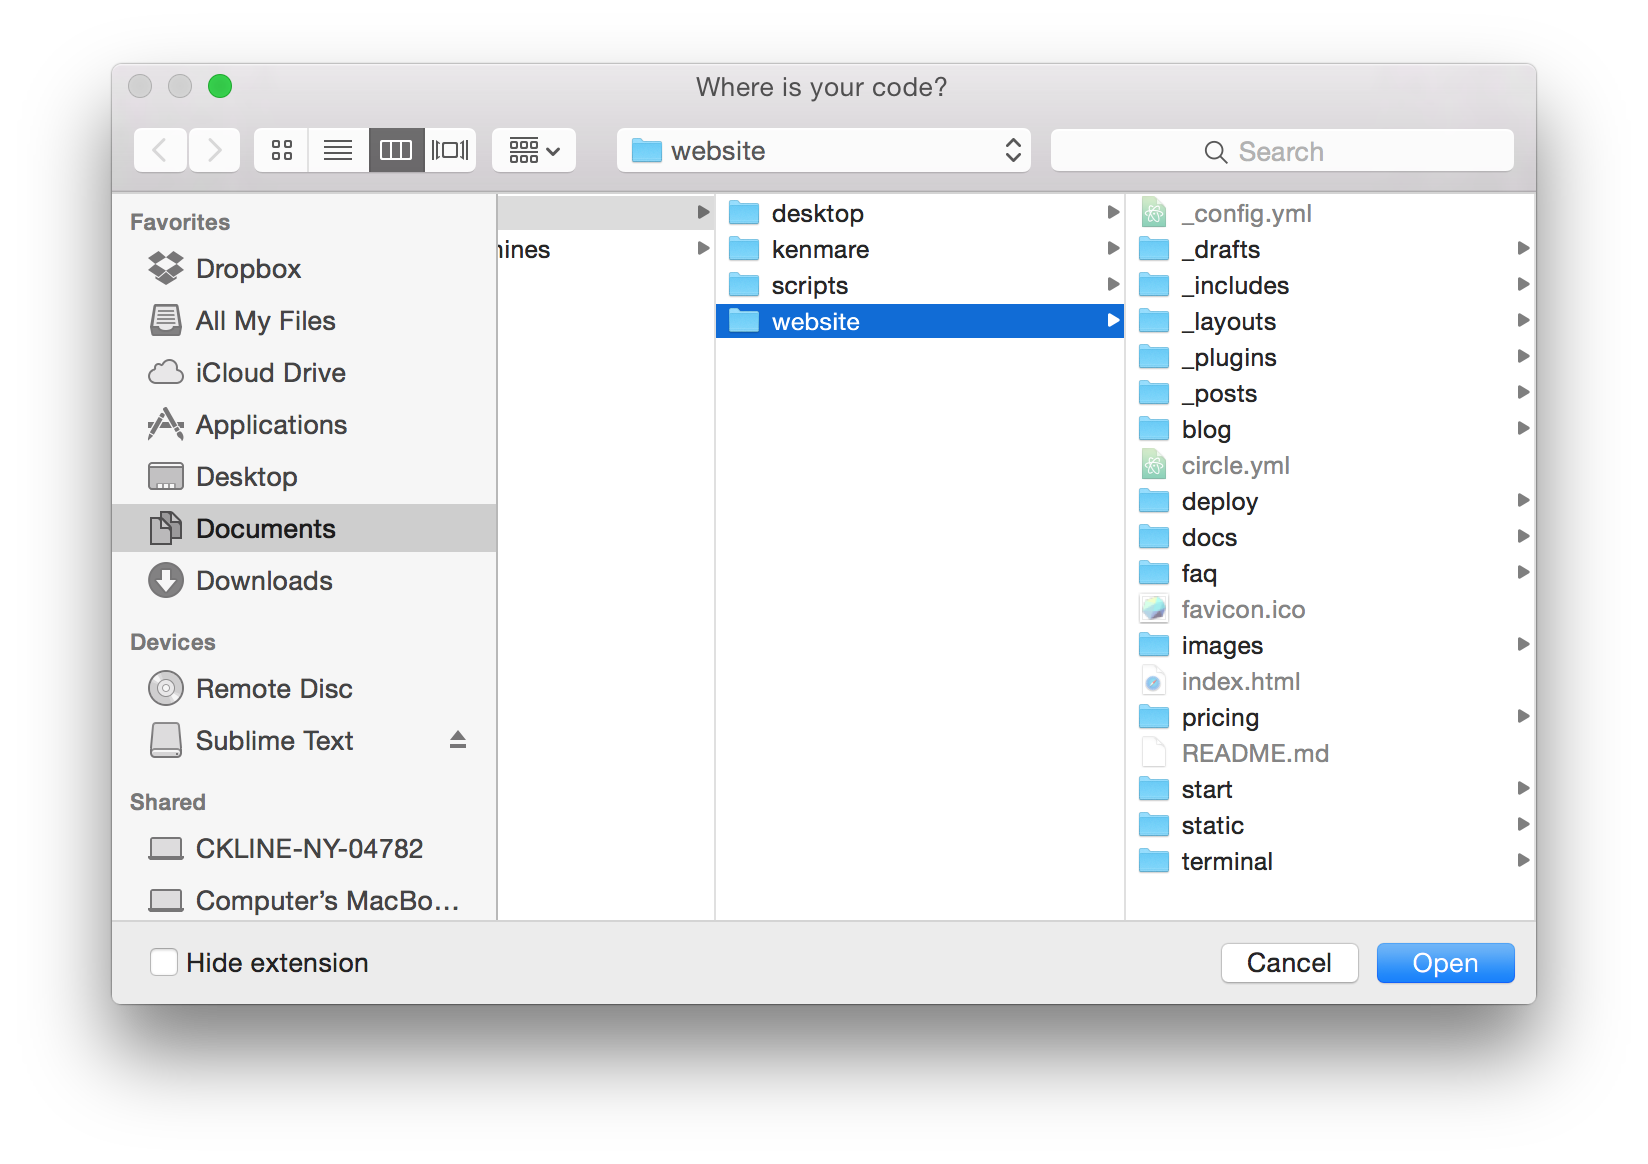 Where is your code?
website
Search
Favorites
Dropbox
All My Files
iCloud Drive
Applications
Desktop
Documents
Downloads
Devices
Remote Disc
Sublime Text
Shared
CKLINE-NY-04782
Computer’s MacBo…
desktop
kenmare
scripts
website
_config.yml
_drafts
_includes
_layouts
_plugins
_posts
blog
circle.yml
deploy
docs
faq
favicon.ico
images
index.html
pricing
README.md
start
static
terminal
Hide extension
Cancel
Open